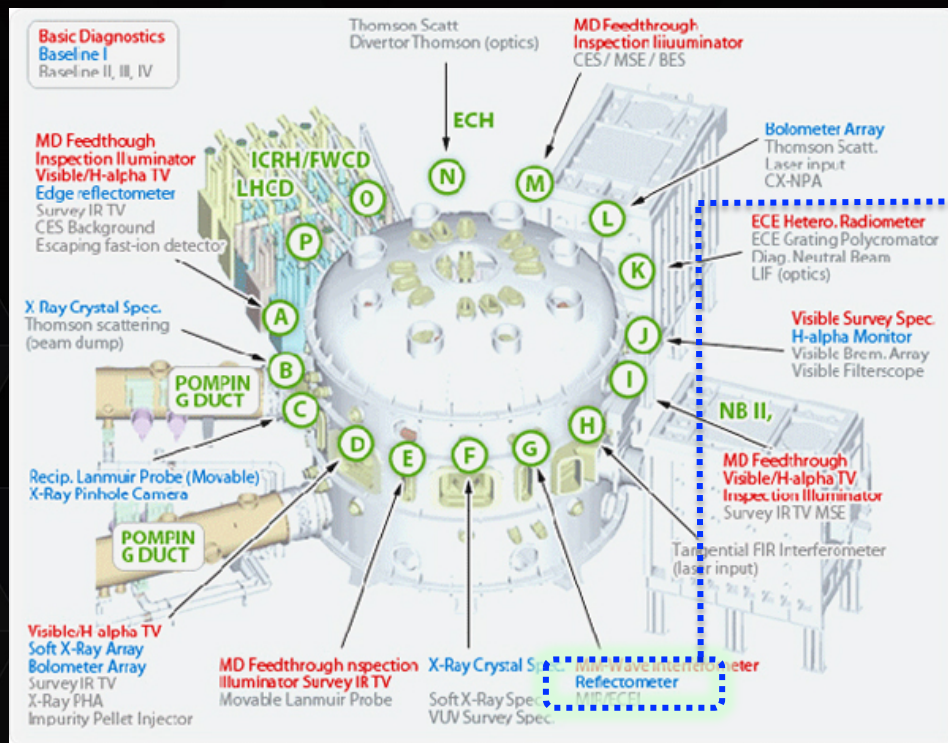 Basic Diagnostics
Baseline I
Baseline II, III, IV
Thomson Scatt
Divertor Thomson (optics)
MD Feedthrough
Inspection Iiiuuminator
CES / MSE / BES
ECH
MD Feedthough
Inspection Illuminator
Visible/H-alpha TV
Edge reflectometer
Survey IR TV
CES Background
Escaping fast-ion detector
ICRH/FWCD
LHCD
Bolometer Array
Thomson Scatt.
Laser input
CX-NPA
ECE Hetero. Radiometer
ECE Grating Polycromator
Diag. Neutral Beam
LIF (optics)
N
M
O
L
P
K
A
J
B
I
C
H
D
E
F
G
X Ray Crystal Spec.
Thomson scattering
(beam dump)
Visible Survey Spec.
H-alpha Monitor
Visible Brem. Array
Visible Filterscope
POMPIN
G DUCT
NB II,
Recip. Lanmuir Probe (Movable)
X-Ray Pinhole Camera
MD Feedthrough
Visible/H-alpha TV
Inspection Illuminator
Survey IR TV MSE
POMPIN
G DUCT
Tangential FIR Interferometer
(laser input)
Visible/H-alpha TV
Soft X-Ray Array
Bolometer Array
Survey IR TV
X-Ray PHA
Impurity Pellet Injector
MD Feedthrough nspection
Illuminator Survey IR TV
Movable Lanmuir Probe
X-Ray Crystal Spec.
Soft X-Ray Spec.
VUV Survey Spec.
MM-Wave Interferometer
Reflectometer
MIR/ECEI